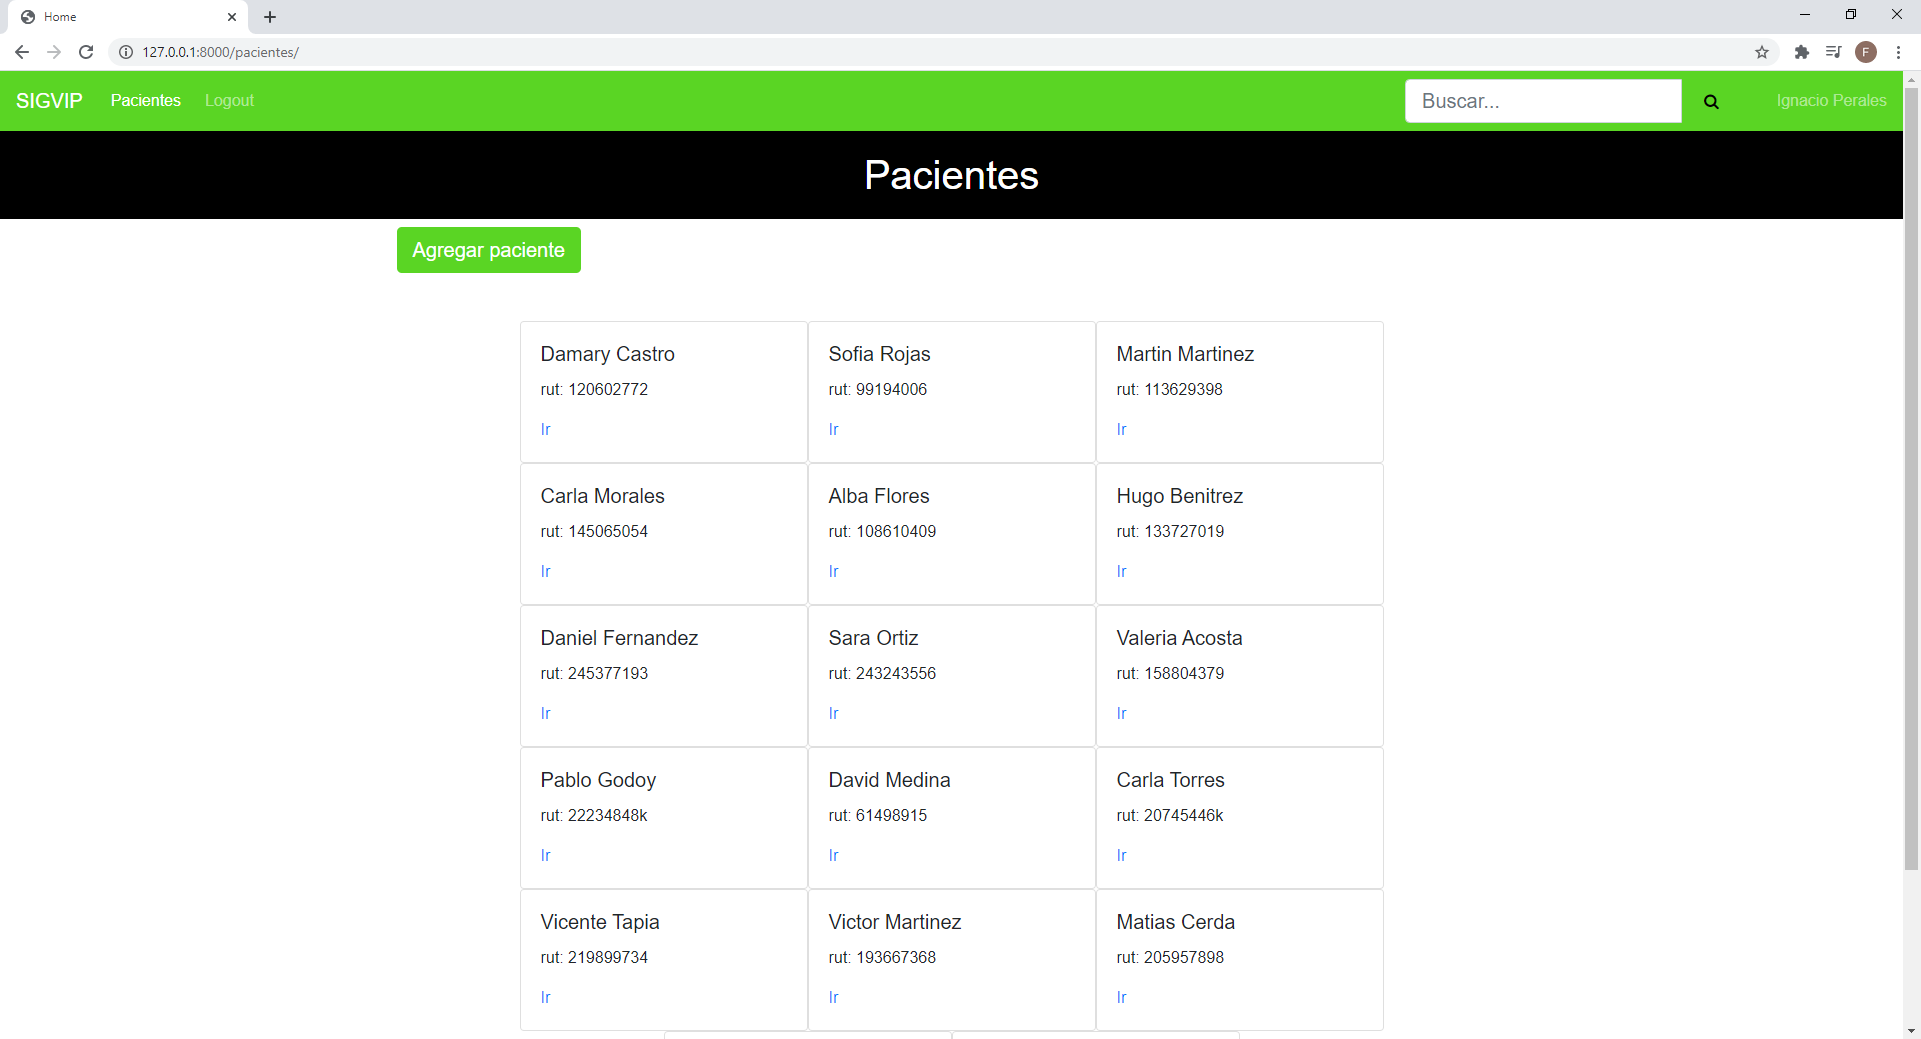 Home
127.0.0.1:8000/pacientes/
F
SIGVIP Pacientes Logout Buscar... Ignacio Perales
Pacientes
Agregar paciente
Damary Castro
rut: 120602772
Ir
Sofia Rojas
rut: 99194006
Ir
Martin Martinez
rut: 113629398
Ir
Carla Morales
rut: 145065054
Ir
Alba Flores
rut: 108610409
Ir
Hugo Benitrez
rut: 133727019
Ir
Daniel Fernandez
rut: 245377193
Ir
Sara Ortiz
rut: 243243556
Ir
Valeria Acosta
rut: 158804379
Ir
Pablo Godoy
rut: 22234848k
Ir
David Medina
rut: 61498915
Ir
Carla Torres
rut: 20745446k
Ir
Vicente Tapia
rut: 219899734
Ir
Victor Martinez
rut: 193667368
Ir
Matias Cerda
rut: 205957898
Ir